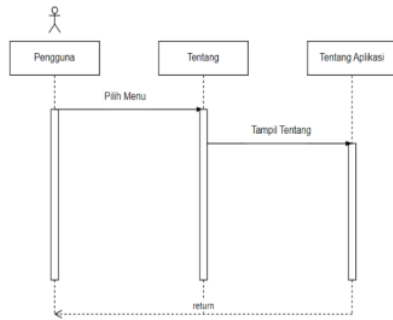 Pengguna
Tentang
Tentang Aplikasi
Pilih Menu
Tampil Tentang
return